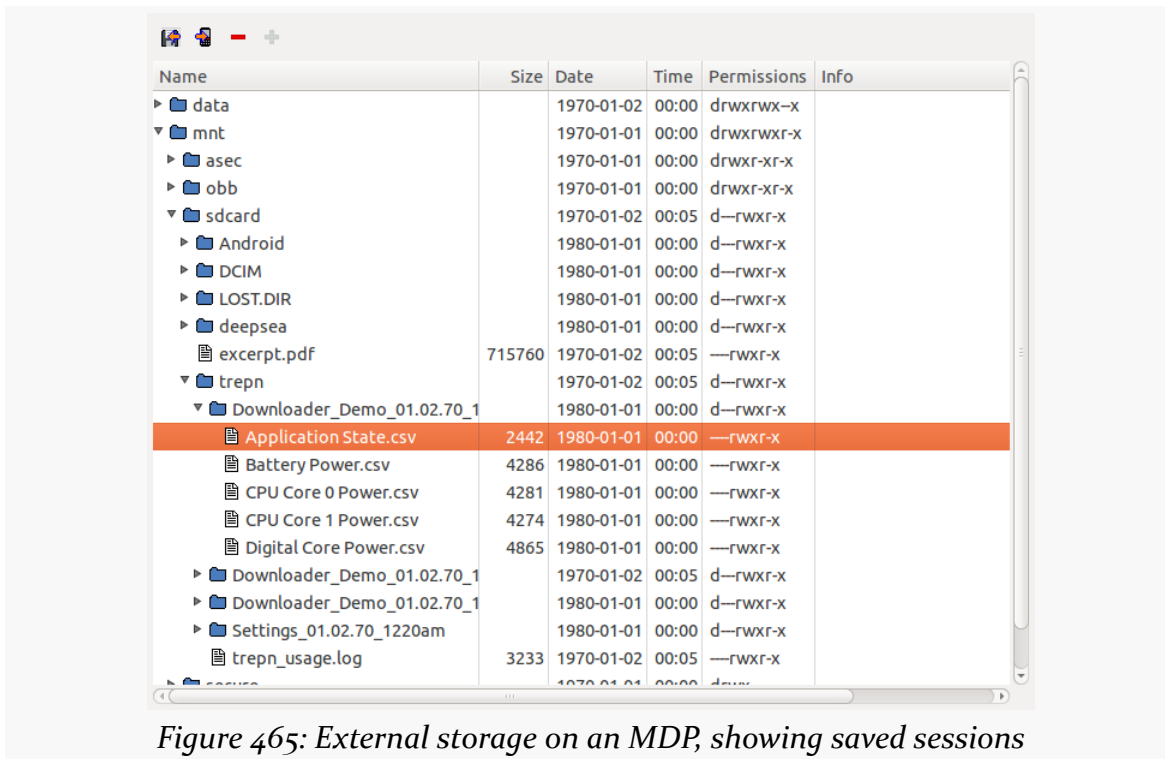 Name Size Date Time Permissions Info
data 1970-01-02 00:00 drwxrwx--x
mnt 1970-01-01 00:00 drwxrwxr-x
asec 1970-01-01 00:00 drwxr-xr-x
obb 1970-01-01 00:00 drwxr-xr-x
sdcard 1970-01-02 00:05 d---rwxr-x
Android 1980-01-01 00:00 d---rwxr-x
DCIM 1980-01-01 00:00 d---rwxr-x
LOST.DIR 1980-01-01 00:00 d---rwxr-x
deepsea 1980-01-01 00:00 d---rwxr-x
excerpt.pdf 715760 1970-01-02 00:05 ----rwxr-x
trepn 1970-01-02 00:05 d---rwxr-x
Downloader_Demo_01.02.70_1 1980-01-01 00:00 d---rwxr-x
Application State.csv 2442 1980-01-01 00:00 ----rwxr-x
Battery Power.csv 4286 1980-01-01 00:00 ----rwxr-x
CPU Core 0 Power.csv 4281 1980-01-01 00:00 ----rwxr-x
CPU Core 1 Power.csv 4274 1980-01-01 00:00 ----rwxr-x
Digital Core Power.csv 4865 1980-01-01 00:00 ----rwxr-x
Downloader_Demo_01.02.70_1 1970-01-02 00:05 d---rwxr-x
Downloader_Demo_01.02.70_1 1980-01-01 00:00 d---rwxr-x
Settings_01.02.70_1220am 1980-01-01 00:00 d---rwxr-x
trepn_usage.log 3233 1970-01-02 00:05 ----rwxr-x
Figure 465: External storage on an MDP, showing saved sessions